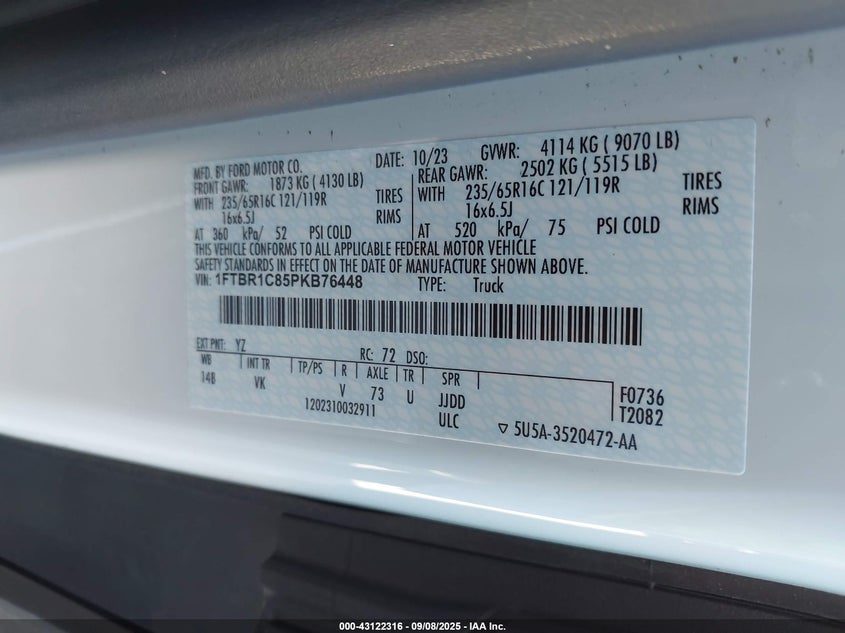 MFD. BY FORD MOTOR CO. DATE: 10/23 GVWR: 4114 KG ( 9070 LB)
FRONT GAWR: 1873 KG ( 4130 LB) REAR GAWR: 2502 KG ( 5515 LB)
WITH 235/65R16C 121/119R TIRES WITH 235/65R16C 121/119R TIRES
16x6.5J RIMS 16x6.5J RIMS
AT 360 kPa/ 52 PSI COLD AT 520 kPa/ 75 PSI COLD
THIS VEHICLE CONFORMS TO ALL APPLICABLE FEDERAL MOTOR VEHICLE
SAFETY STANDARDS IN EFFECT ON THE DATE OF MANUFACTURE SHOWN ABOVE.
VIN: 1FTBR1C85PKB76448 TYPE: Truck
EXT PNT: YZ RC: 72 DSO:
WB INT TR TP/PS R AXLE TR SPR
148 VK V 73 U JJDD
1202310032911 ULC
F0736
T2082
▽ 5U5A-3520472-AA
000-43122316 - 09/08/2025 - IAA Inc.